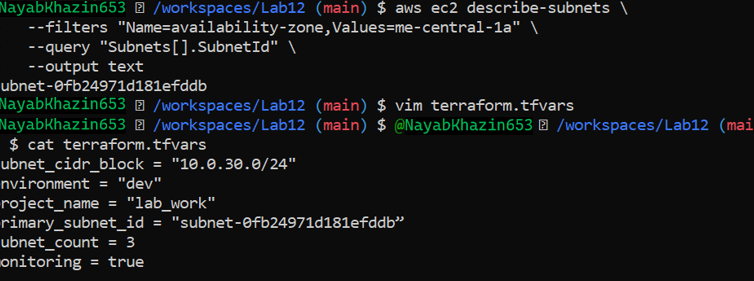 NayabKhazin653 ⍰ /workspaces/Lab12 (main) $ aws ec2 describe-subnets \
--filters "Name=availability-zone,Values=me-central-1a" \
--query "Subnets[].SubnetId" \
--output text
ubnet-0fb24971d181efddb
NayabKhazin653 ⍰ /workspaces/Lab12 (main) $ vim terraform.tfvars
NayabKhazin653 ⍰ /workspaces/Lab12 (main) $ @NayabKhazin653 ⍰ /workspaces/Lab12 (mai
$ cat terraform.tfvars
ubnet_cidr_block = "10.0.30.0/24"
nvironment = "dev"
roject_name = "lab_work"
rimary_subnet_id = "subnet-0fb24971d181efddb”
ubnet_count = 3
onitoring = true